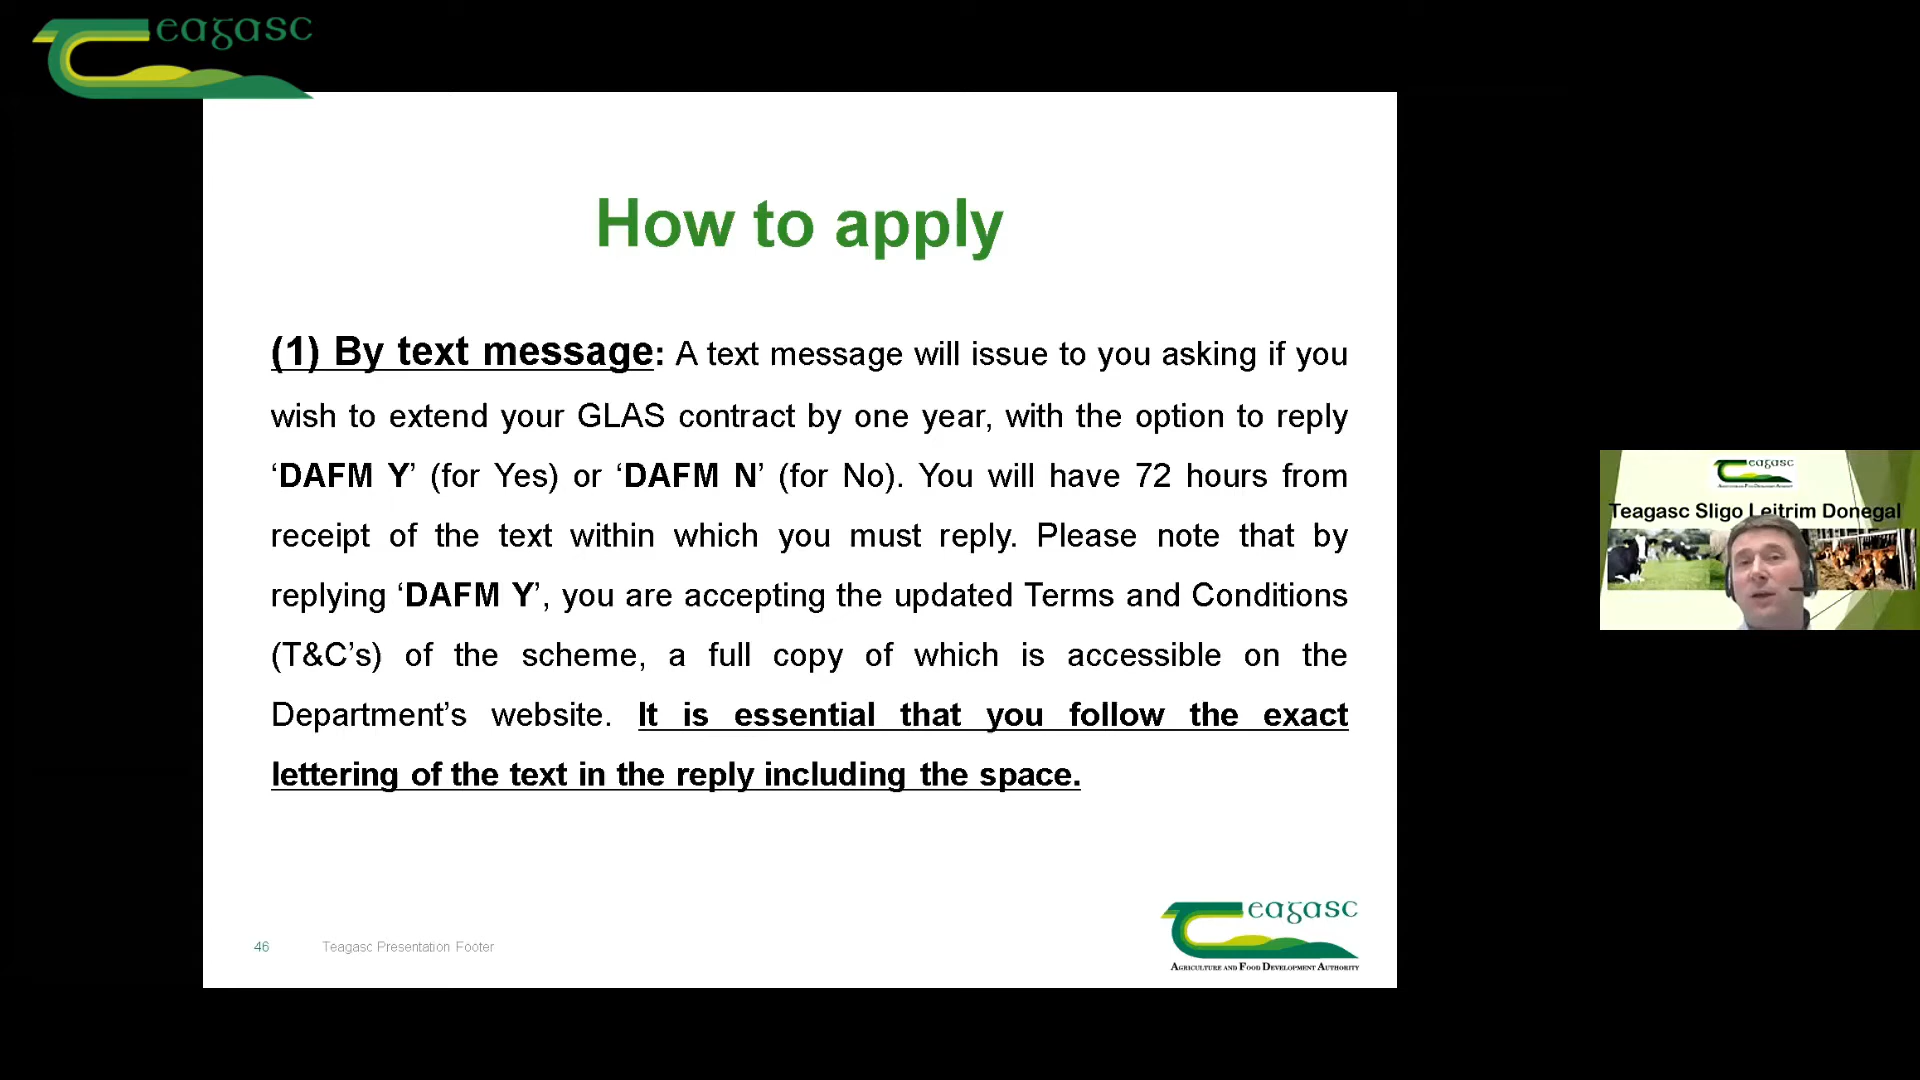 eagasc
How to apply
(1) By text message: A text message will issue to you asking if you
wish to extend your GLAS contract by one year, with the option to reply
‘DAFM Y’ (for Yes) or ‘DAFM N’ (for No). You will have 72 hours from
receipt of the text within which you must reply. Please note that by
replying ‘DAFM Y’, you are accepting the updated Terms and Conditions
(T&C’s) of the scheme, a full copy of which is accessible on the
Department’s website. It is essential that you follow the exact
lettering of the text in the reply including the space.
46 Teagasc Presentation Footer
eagasc
AGRICULTURE AND FOOD DEVELOPMENT AUTHORITY
eagasc
Teagasc Sligo Leitrim Donegal